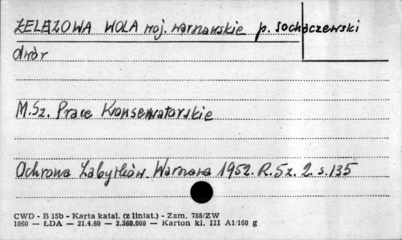 ŻELAZOWA WOLA woj. warszawskie p. sochaczewski
dwór
M.Sz. Prace Konserwatorskie
Ochrona Zabytków. Warszawa 1952. R.5z. 2 s.135
CWD - B 15b - Karta katal. (z liniat.) - Zam. 788/ZW
1060 — ŁDA — 21.4.60 — 2.360.000 — Karton kl. III A1/160 g